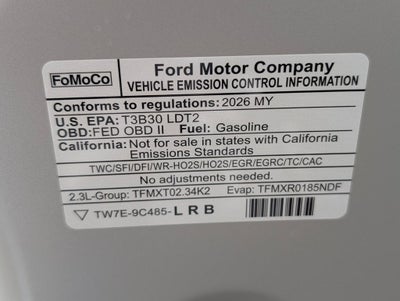 FoMoCo
Ford Motor Company
VEHICLE EMISSION CONTROL INFORMATION
Conforms to regulations: 2026 MY
U.S. EPA: T3B30 LDT2
OBD: FED OBD II Fuel: Gasoline
California: Not for sale in states with California
Emissions Standards
TWC/SFI/DFI/WR-HO2S/HO2S/EGR/EGRC/TC/CAC
No adjustments needed.
2.3L-Group: TFMXT02.34K2 Evap: TFMXR0185NDF
TW7E-9C485-LRB